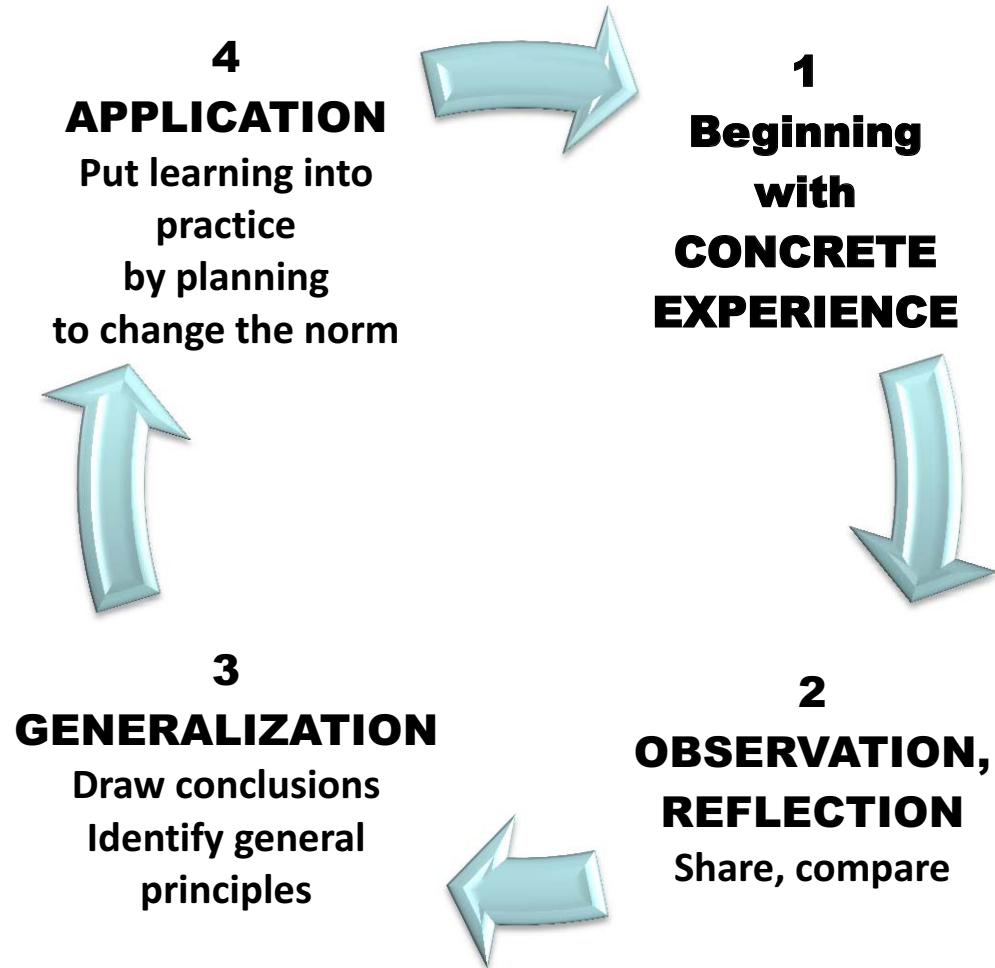 1
Beginning
with
CONCRETE
EXPERIENCE
2
OBSERVATION,
REFLECTION
Share, compare
3
GENERALIZATION
Draw conclusions
Identify general
principles
4
APPLICATION
Put learning into
practice
by planning
to change the norm